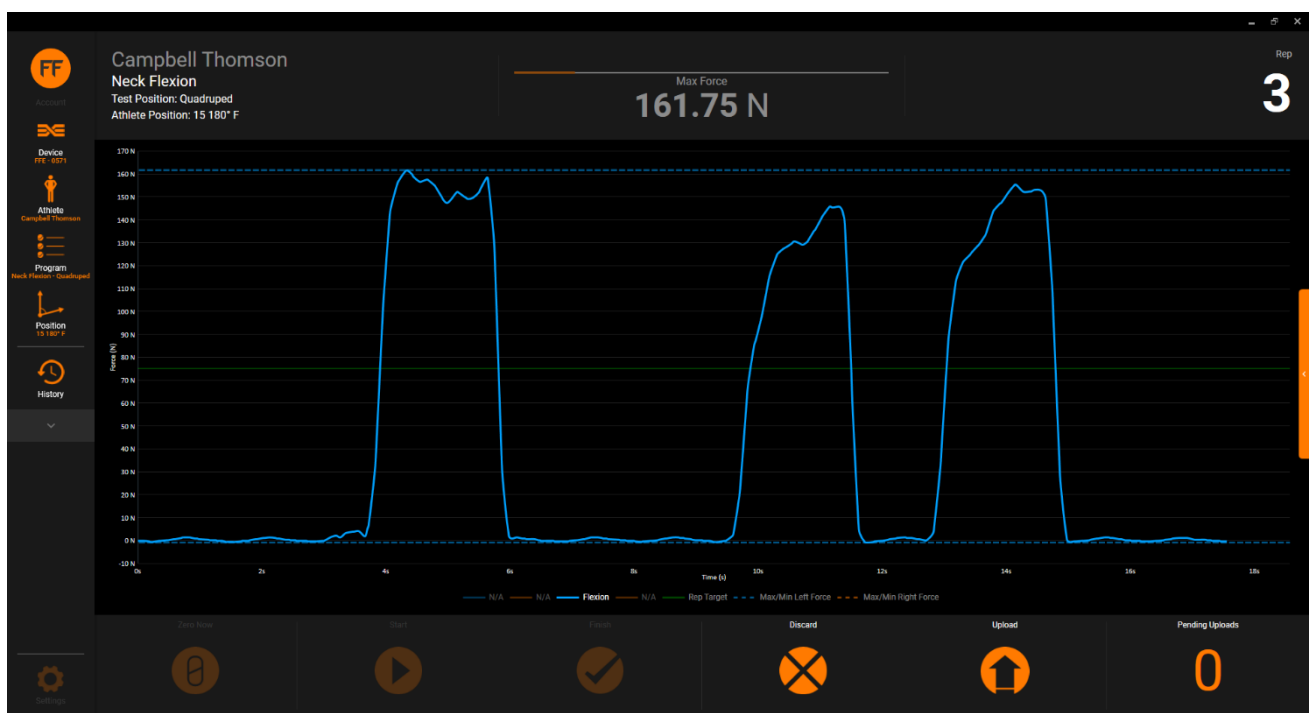 FF
Account
Device
FFE - 0571
Athlete
Campbell Thomson
Program
Neck Flexion - Quadruped
Position
15 180° F
History
Settings
Campbell Thomson
Neck Flexion
Test Position: Quadruped
Athlete Position: 15 180° F
Max Force
161.75 N
Rep
3
170 N
160 N
150 N
140 N
130 N
120 N
110 N
100 N
90 N
80 N
70 N
60 N
50 N
40 N
30 N
20 N
10 N
0 N
-10 N
Force (N)
0s 2s 4s 6s 8s 10s 12s 14s 16s 18s
Time (s)
N/A N/A Flexion N/A Rep Target Max/Min Left Force Max/Min Right Force
Zero Now Start Finish Discard Upload Pending Uploads
0